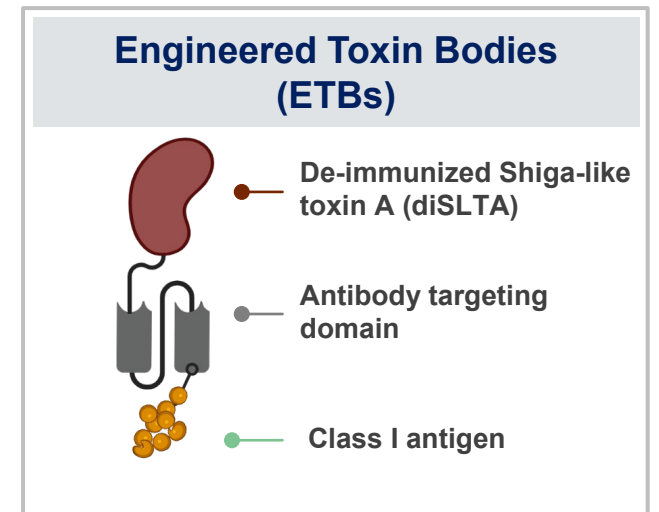 Engineered Toxin Bodies
(ETBs)
De-immunized Shiga-like
toxin A (diSLTA)
Antibody targeting
domain
Class I antigen